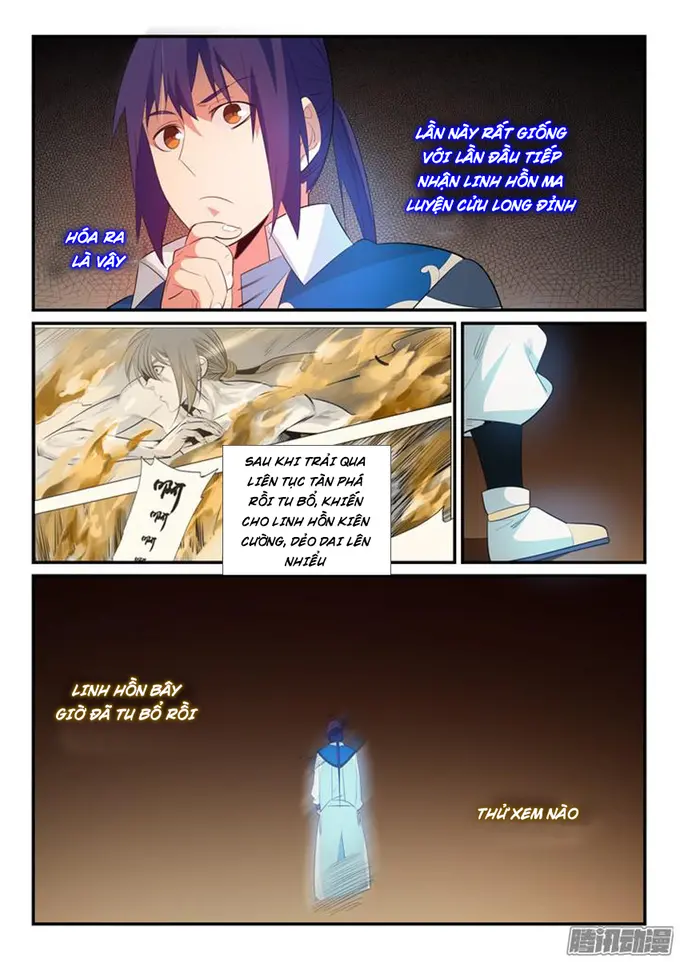 LẦN NÀY RẤT GIỐNG
VỚI LẦN ĐẦU TIẾP
NHẬN LINH HỒN MA
LUYỆN CỬU LONG ĐỈNH
HÓA RA
LÀ VẬY
SAU KHI TRẢI QUA
LIÊN TỤC TÀN PHÁ
RỒI TU BỔ, KHIẾN
CHO LINH HỒN KIÊN
CƯỜNG, DẺO DAI LÊN
NHIỀU
LINH HỒN BÂY
GIỜ ĐÃ TU BỔ RỒI
THỬ XEM NÀO
腾讯动漫